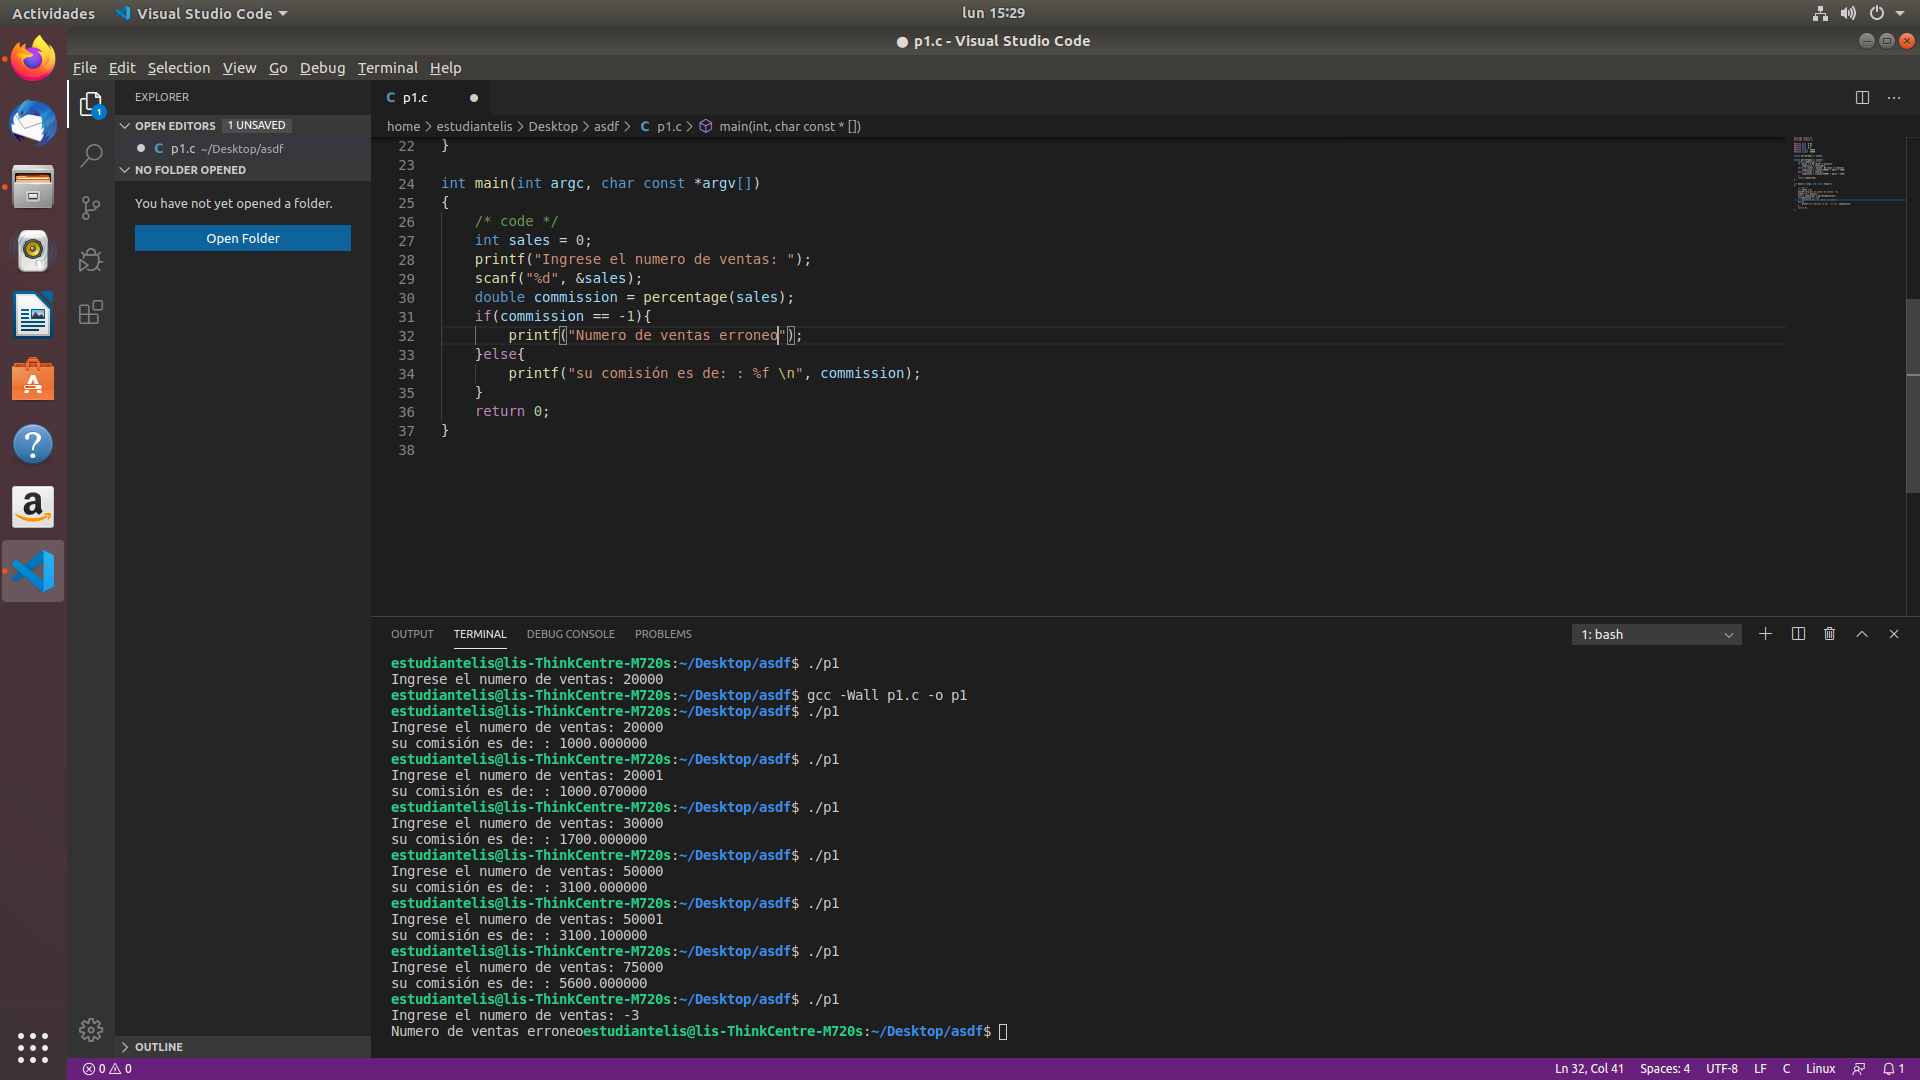 Actividades
Visual Studio Code
lun 15:29
● p1.c - Visual Studio Code
File Edit Selection View Go Debug Terminal Help
EXPLORER
OPEN EDITORS 1 UNSAVED
C p1.c ~/Desktop/asdf
NO FOLDER OPENED
You have not yet opened a folder.
Open Folder
OUTLINE
C p1.c
home > estudiantelis > Desktop > asdf > C p1.c > main(int, char const * [])
22 }
23
24 int main(int argc, char const *argv[])
25 {
26 /* code */
27 int sales = 0;
28 printf("Ingrese el numero de ventas: ");
29 scanf("%d", &sales);
30 double commission = percentage(sales);
31 if(commission == -1){
32 printf("Numero de ventas erroneo");
33 }else{
34 printf("su comisión es de: : %f \n", commission);
35 }
36 return 0;
37 }
38
OUTPUT TERMINAL DEBUG CONSOLE PROBLEMS
1: bash
estudiantelis@lis-ThinkCentre-M720s:~/Desktop/asdf$ ./p1
Ingrese el numero de ventas: 20000
estudiantelis@lis-ThinkCentre-M720s:~/Desktop/asdf$ gcc -Wall p1.c -o p1
estudiantelis@lis-ThinkCentre-M720s:~/Desktop/asdf$ ./p1
Ingrese el numero de ventas: 20000
su comisión es de: : 1000.000000
estudiantelis@lis-ThinkCentre-M720s:~/Desktop/asdf$ ./p1
Ingrese el numero de ventas: 20001
su comisión es de: : 1000.070000
estudiantelis@lis-ThinkCentre-M720s:~/Desktop/asdf$ ./p1
Ingrese el numero de ventas: 30000
su comisión es de: : 1700.000000
estudiantelis@lis-ThinkCentre-M720s:~/Desktop/asdf$ ./p1
Ingrese el numero de ventas: 50000
su comisión es de: : 3100.000000
estudiantelis@lis-ThinkCentre-M720s:~/Desktop/asdf$ ./p1
Ingrese el numero de ventas: 50001
su comisión es de: : 3100.100000
estudiantelis@lis-ThinkCentre-M720s:~/Desktop/asdf$ ./p1
Ingrese el numero de ventas: 75000
su comisión es de: : 5600.000000
estudiantelis@lis-ThinkCentre-M720s:~/Desktop/asdf$ ./p1
Ingrese el numero de ventas: -3
Numero de ventas erroneoestudiantelis@lis-ThinkCentre-M720s:~/Desktop/asdf$
0 0
Ln 32, Col 41 Spaces: 4 UTF-8 LF C Linux 1